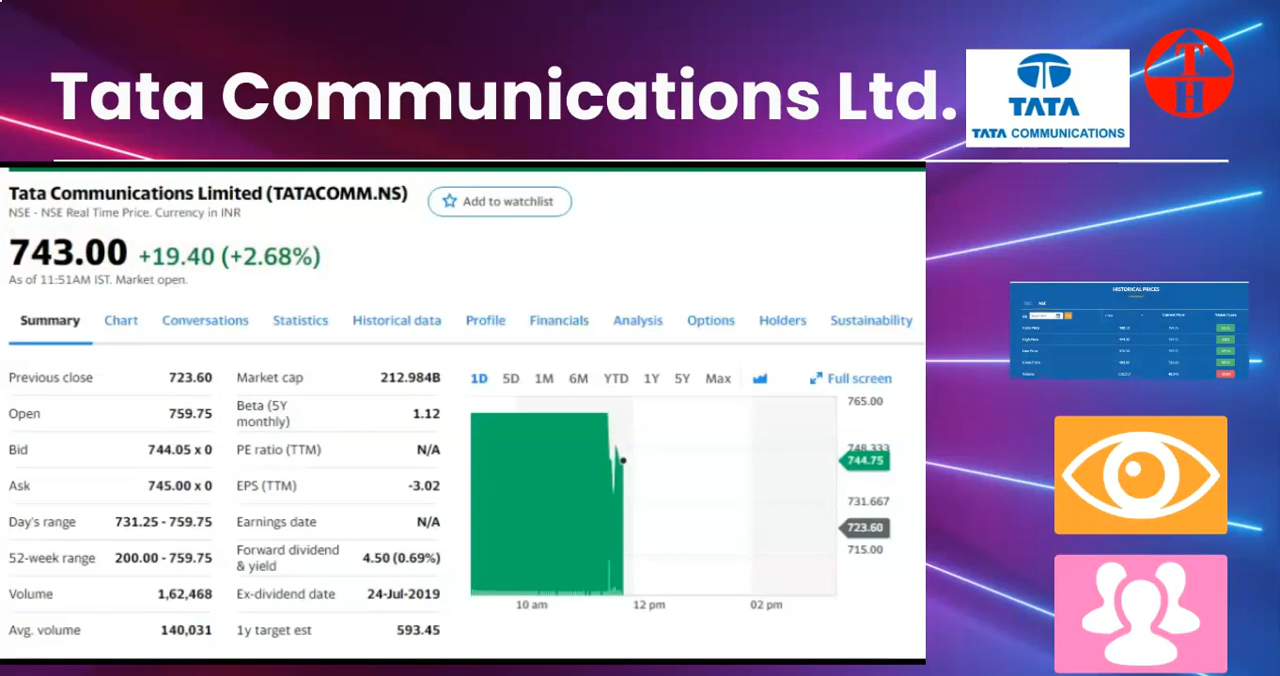 Tata Communications Ltd.
TATA
TATA COMMUNICATIONS
T
H
Tata Communications Limited (TATACOMM.NS)
Add to watchlist
NSE - NSE Real Time Price. Currency in INR
743.00 +19.40 (+2.68%)
As of 11:51AM IST. Market open.
Summary Chart Conversations Statistics Historical data Profile Financials Analysis Options Holders Sustainability
Previous close 723.60
Open 759.75
Bid 744.05 x 0
Ask 745.00 x 0
Day's range 731.25 - 759.75
52-week range 200.00 - 759.75
Volume 1,62,468
Avg. volume 140,031
Market cap 212.984B
Beta (5Y
monthly) 1.12
PE ratio (TTM) N/A
EPS (TTM) -3.02
Earnings date N/A
Forward dividend
& yield 4.50 (0.69%)
Ex-dividend date 24-Jul-2019
1y target est 593.45
1D 5D 1M 6M YTD 1Y 5Y Max Full screen
765.00
748.333
744.75
731.667
723.60
715.00
10 am 12 pm 02 pm
HISTORICAL PRICES